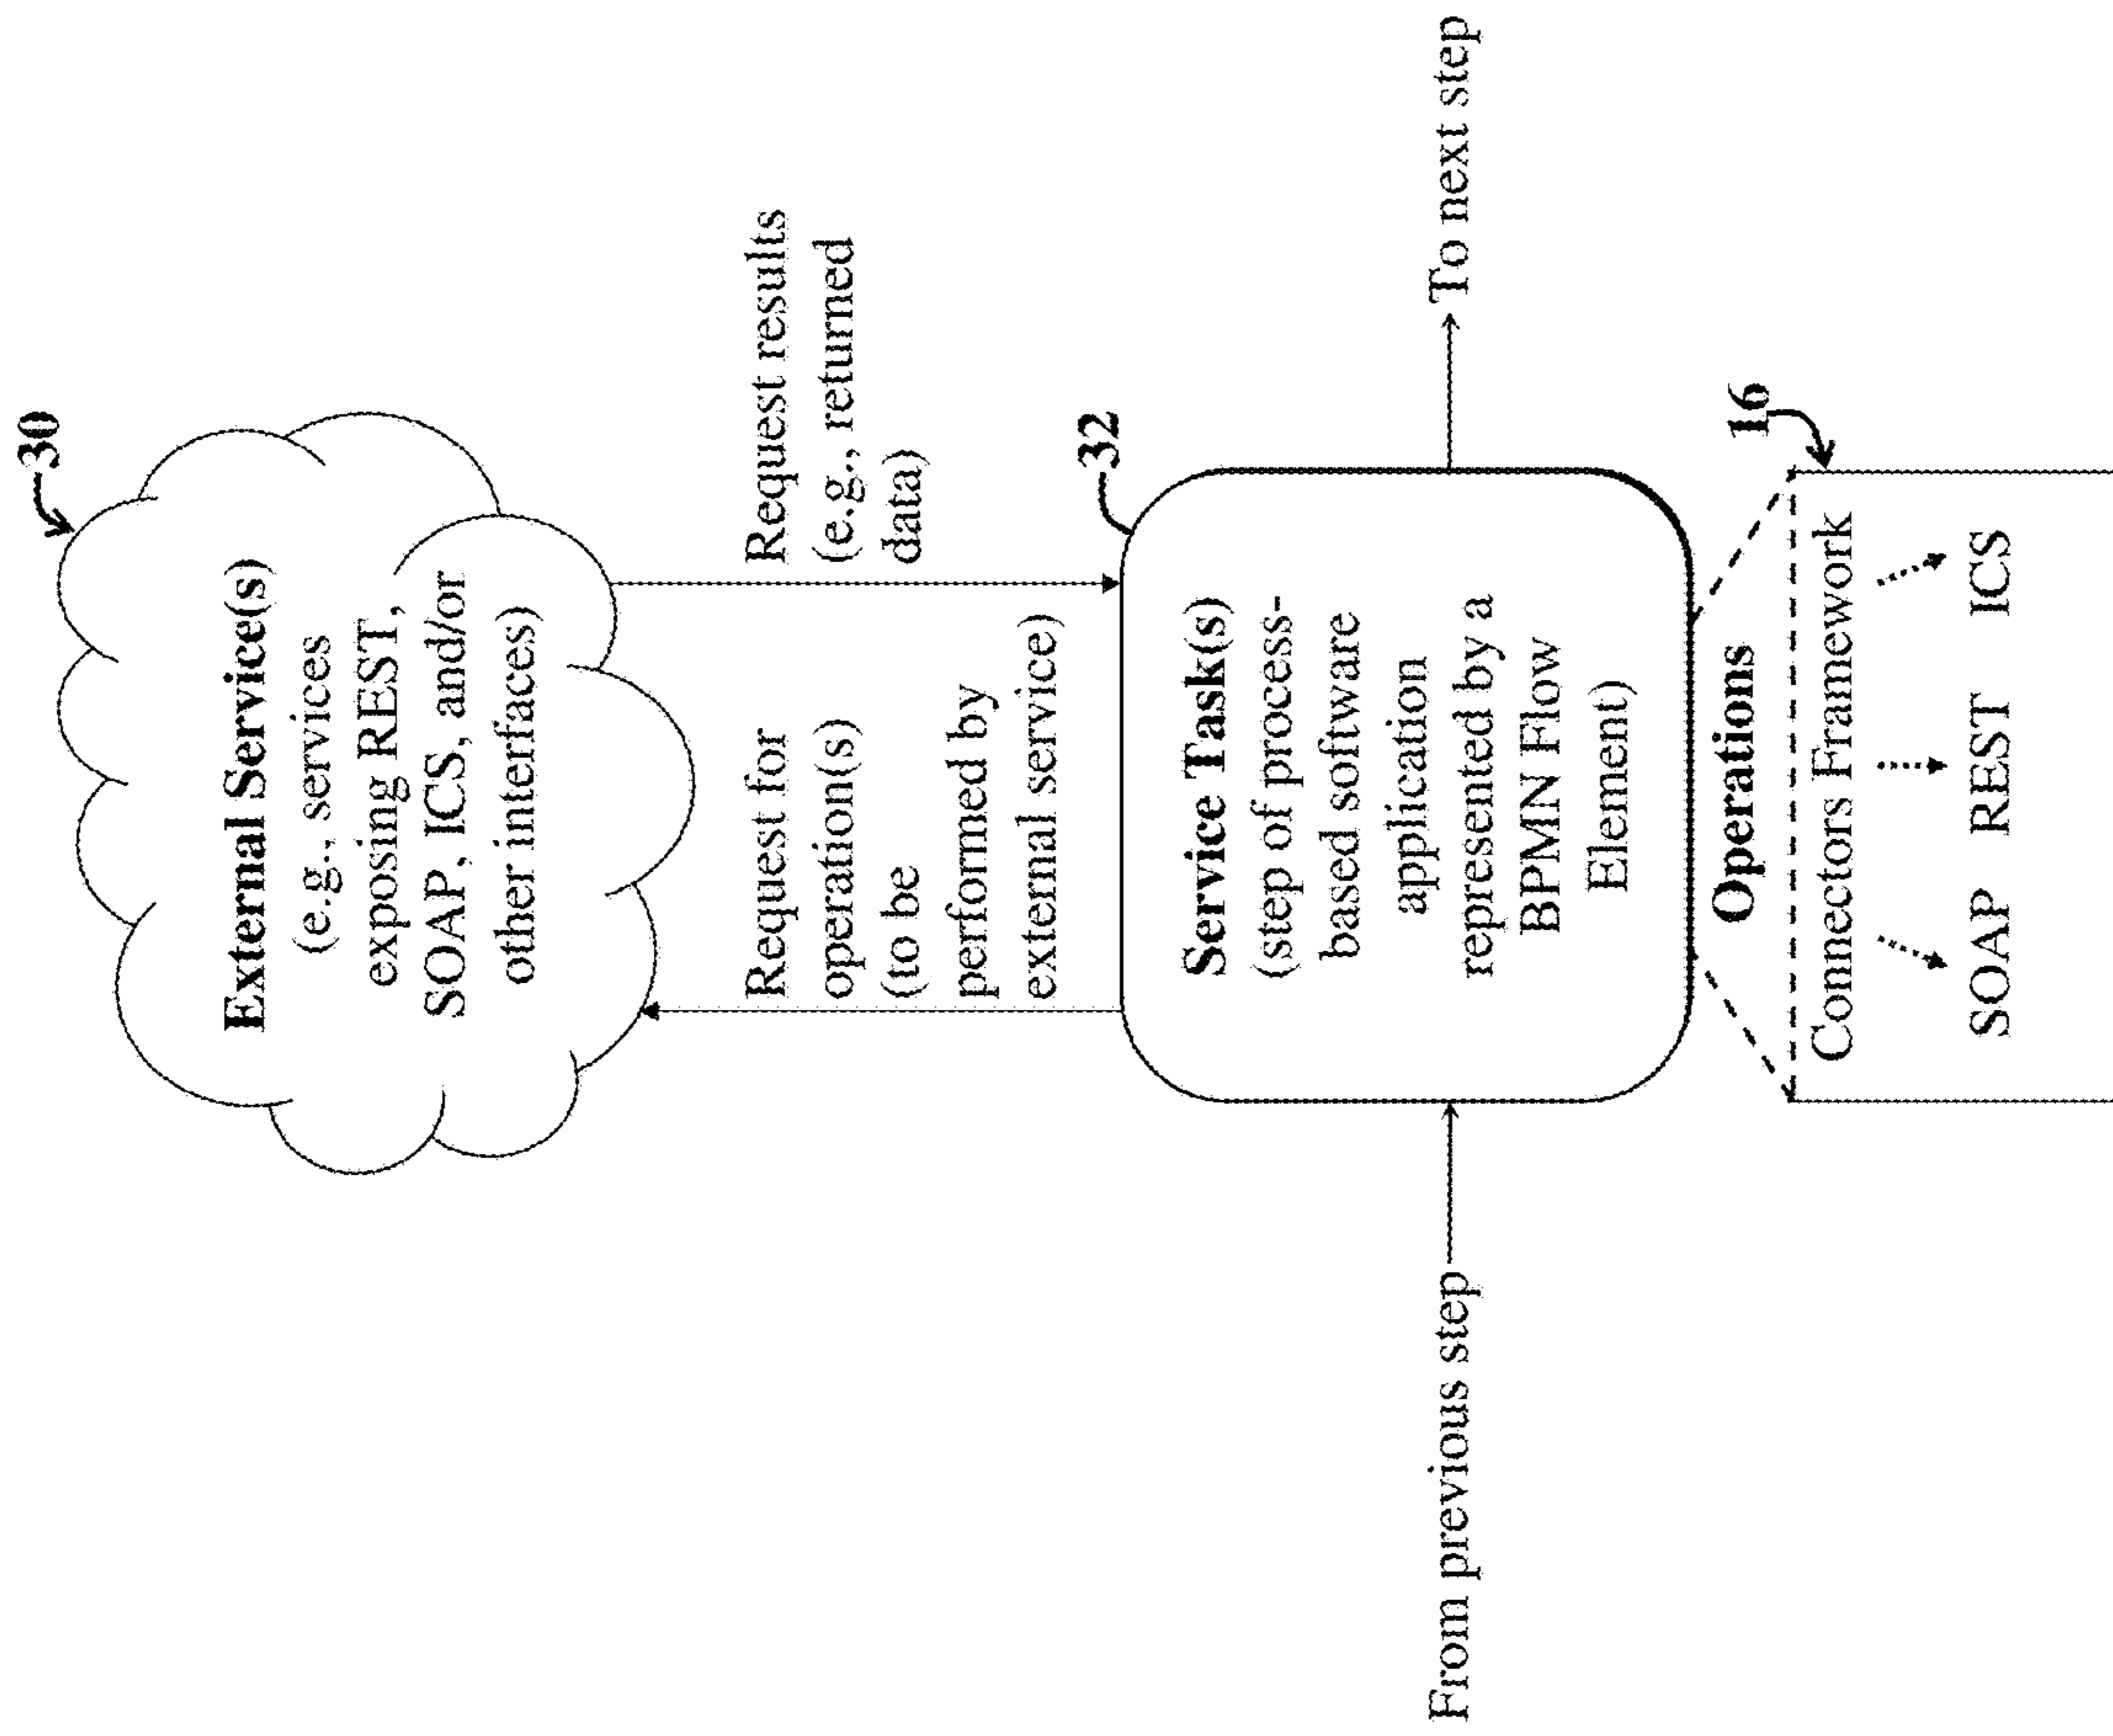 30
External Service(s)
(e.g., services
exposing REST,
SOAP, ICS, and/or
other interfaces)
Request for
operation(s)
(to be
performed by
external service)
Request results
(e.g., returned
data)
32
Service Task(s)
(step of process-
based software
application
represented by a
BPMN Flow
Element)
From previous step
To next step
Operations
16
Connectors Framework
SOAP REST ICS